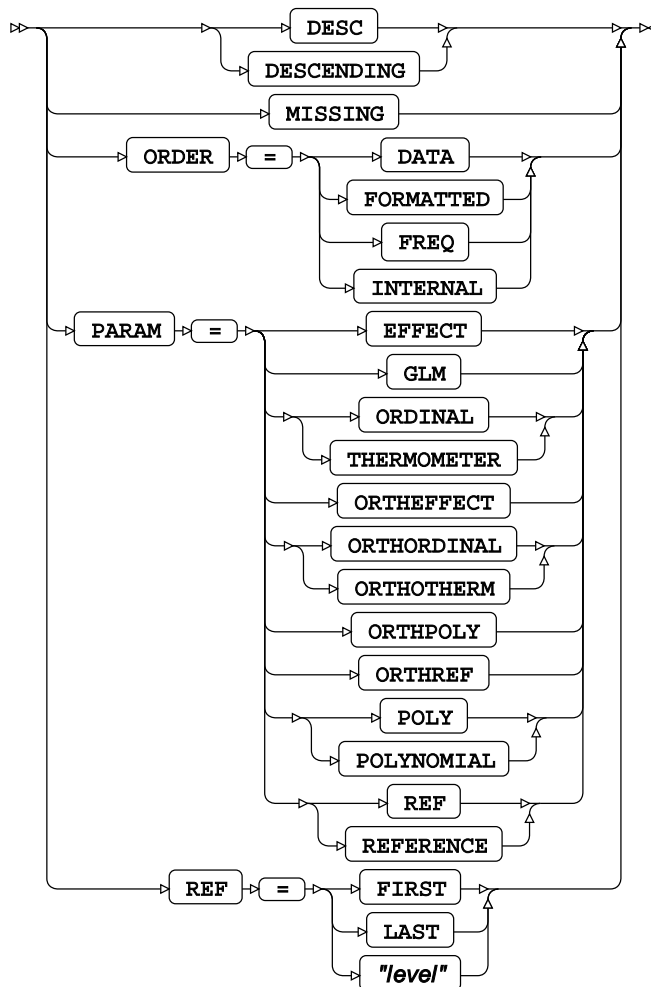 DESC
DESCENDING
MISSING
ORDER = DATA
FORMATTED
FREQ
INTERNAL
PARAM = EFFECT
GLM
ORDINAL
THERMOMETER
ORTHEFFECT
ORTHORDINAL
ORTHOTHERM
ORTHPOLY
ORTHREF
POLY
POLYNOMIAL
REF
REFERENCE
REF = FIRST
LAST
"level"